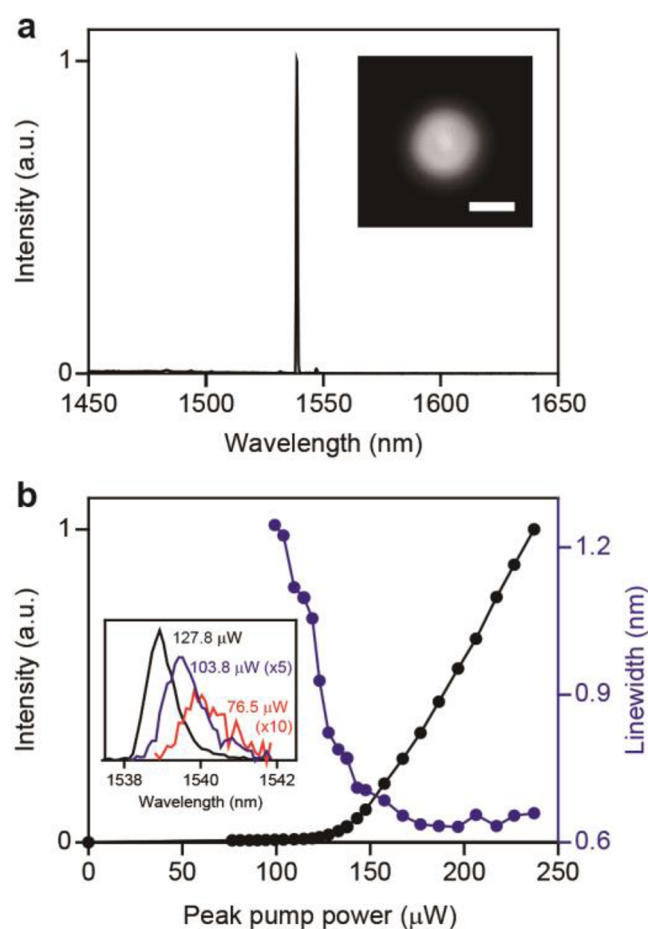 a
1
0
Intensity (a.u.)
1450 1500 1550 1600 1650
Wavelength (nm)
b
1
0
Intensity (a.u.)
127.8 μW
103.8 μW (x5)
76.5 μW
(x10)
1538 1540 1542
Wavelength (nm)
1.2
0.9
0.6
Linewidth (nm)
0 50 100 150 200 250
Peak pump power (μW)